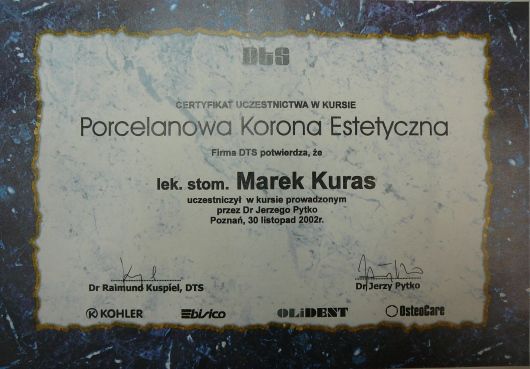 DtS
CERTYFIKAT UCZESTNICTWA W KURSIE
Porcelanowa Korona Estetyczna
Firma DTS potwierdza, że
lek. stom. Marek Kuras
uczestniczył w kursie prowadzonym
przez Dr Jerzego Pytko
Poznań, 30 listopad 2002r.
Dr Raimund Kuspiel, DTS
Dr Jerzy Pytko
KOHLER
bisico
OLiDENT
OsteoCare